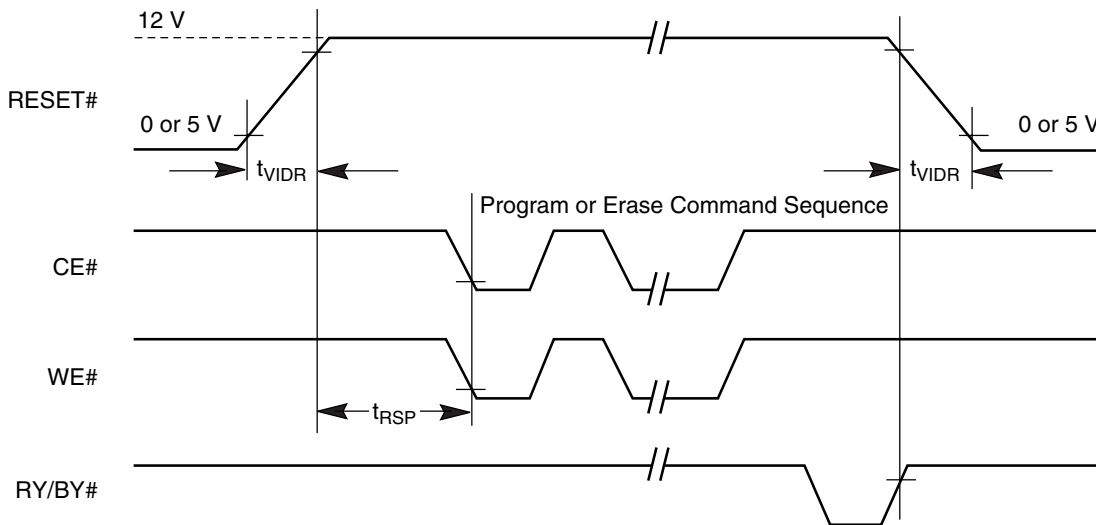 12 V
RESET#
0 or 5 V
0 or 5 V
tVIDR
tVIDR
Program or Erase Command Sequence
CE#
WE#
tRSP
RY/BY#